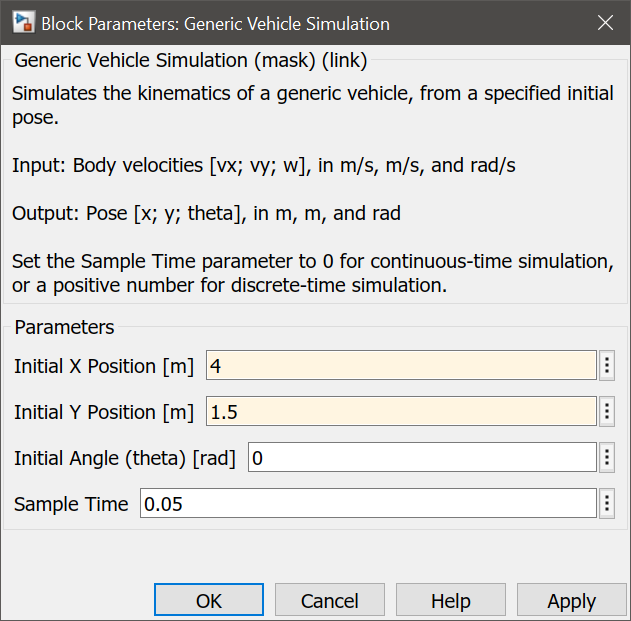 Block Parameters: Generic Vehicle Simulation
Generic Vehicle Simulation (mask) (link)
Simulates the kinematics of a generic vehicle, from a specified initial
pose.
Input: Body velocities [vx; vy; w], in m/s, m/s, and rad/s
Output: Pose [x; y; theta], in m, m, and rad
Set the Sample Time parameter to 0 for continuous-time simulation,
or a positive number for discrete-time simulation.
Parameters
Initial X Position [m] 4
Initial Y Position [m] 1.5
Initial Angle (theta) [rad] 0
Sample Time 0.05
OK Cancel Help Apply